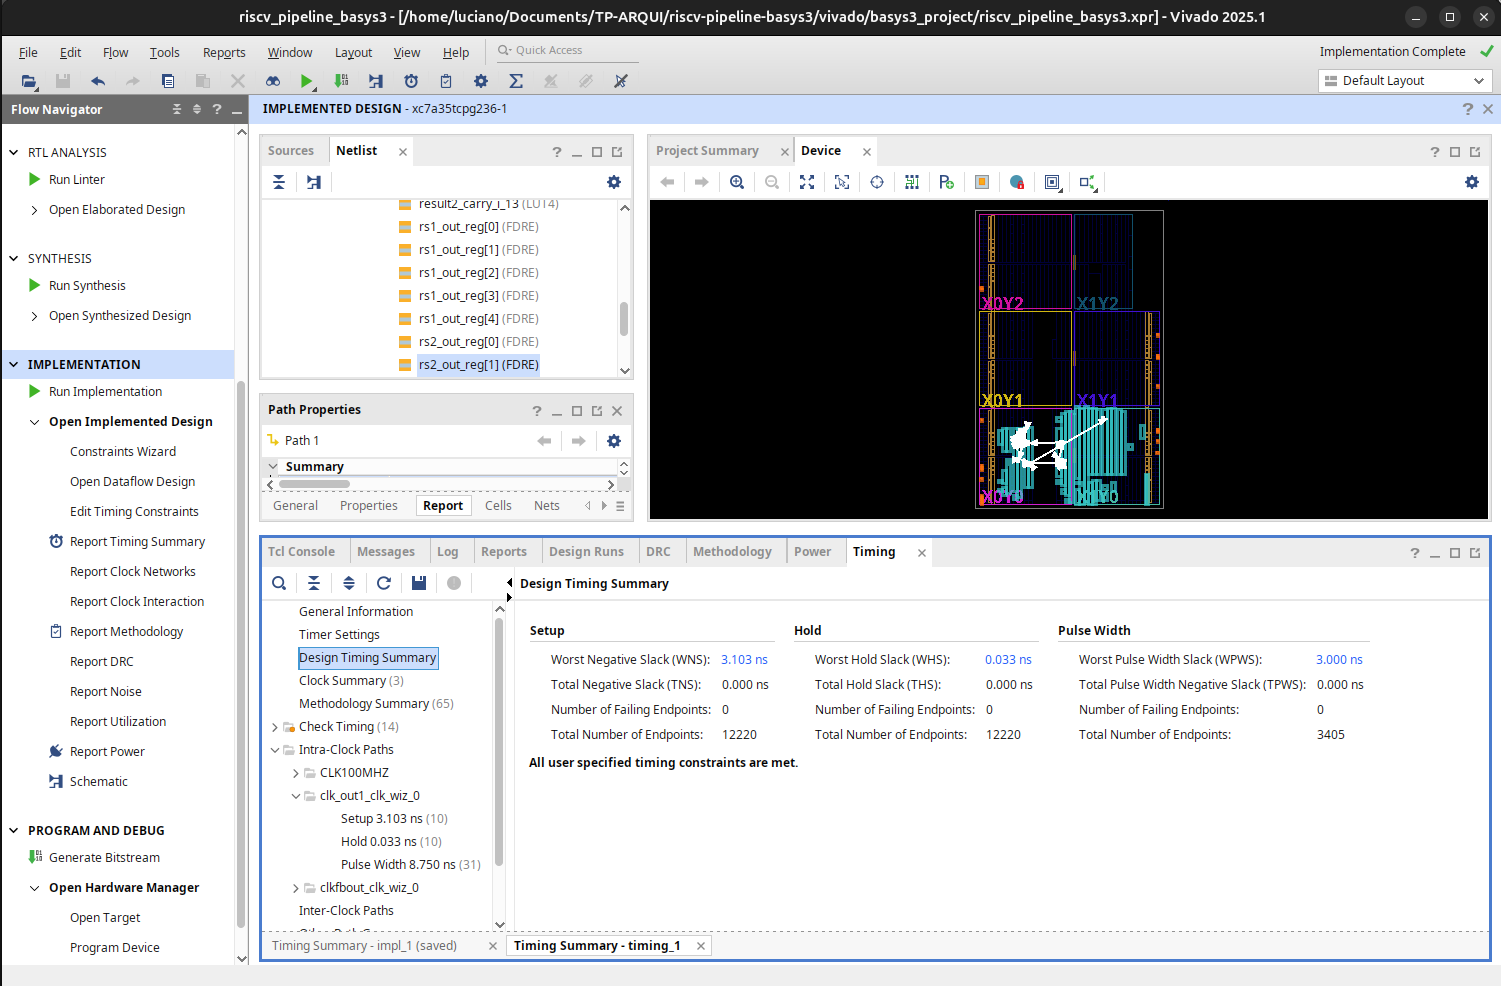 riscv_pipeline_basys3 - [/home/luciano/Documents/TP-ARQUI/riscv-pipeline-basys3/vivado/basys3_project/riscv_pipeline_basys3.xpr] - Vivado 2025.1
File Edit Flow Tools Reports Window Layout View Help Quick Access
Implementation Complete
Default Layout
Flow Navigator
RTL ANALYSIS
Run Linter
Open Elaborated Design
SYNTHESIS
Run Synthesis
Open Synthesized Design
IMPLEMENTATION
Run Implementation
Open Implemented Design
Constraints Wizard
Open Dataflow Design
Edit Timing Constraints
Report Timing Summary
Report Clock Networks
Report Clock Interaction
Report Methodology
Report DRC
Report Noise
Report Utilization
Report Power
Schematic
PROGRAM AND DEBUG
Generate Bitstream
Open Hardware Manager
Open Target
Program Device
IMPLEMENTED DESIGN - xc7a35tcpg236-1
Sources Netlist
result2_carry_i_13 (LUT4)
rs1_out_reg[0] (FDRE)
rs1_out_reg[1] (FDRE)
rs1_out_reg[2] (FDRE)
rs1_out_reg[3] (FDRE)
rs1_out_reg[4] (FDRE)
rs2_out_reg[0] (FDRE)
rs2_out_reg[1] (FDRE)
Path Properties
Path 1
Summary
General Properties Report Cells Nets
Project Summary Device
X0Y2 X1Y2
X0Y1 X1Y1
X0Y0 X1Y0
Tcl Console Messages Log Reports Design Runs DRC Methodology Power Timing
General Information
Timer Settings
Design Timing Summary
Clock Summary (3)
Methodology Summary (65)
Check Timing (14)
Intra-Clock Paths
CLK100MHZ
clk_out1_clk_wiz_0
Setup 3.103 ns (10)
Hold 0.033 ns (10)
Pulse Width 8.750 ns (31)
clkfbout_clk_wiz_0
Inter-Clock Paths
Design Timing Summary
Setup Hold Pulse Width
Worst Negative Slack (WNS): 3.103 ns Worst Hold Slack (WHS): 0.033 ns Worst Pulse Width Slack (WPWS): 3.000 ns
Total Negative Slack (TNS): 0.000 ns Total Hold Slack (THS): 0.000 ns Total Pulse Width Negative Slack (TPWS): 0.000 ns
Number of Failing Endpoints: 0 Number of Failing Endpoints: 0 Number of Failing Endpoints: 0
Total Number of Endpoints: 12220 Total Number of Endpoints: 12220 Total Number of Endpoints: 3405
All user specified timing constraints are met.
Timing Summary - impl_1 (saved) Timing Summary - timing_1